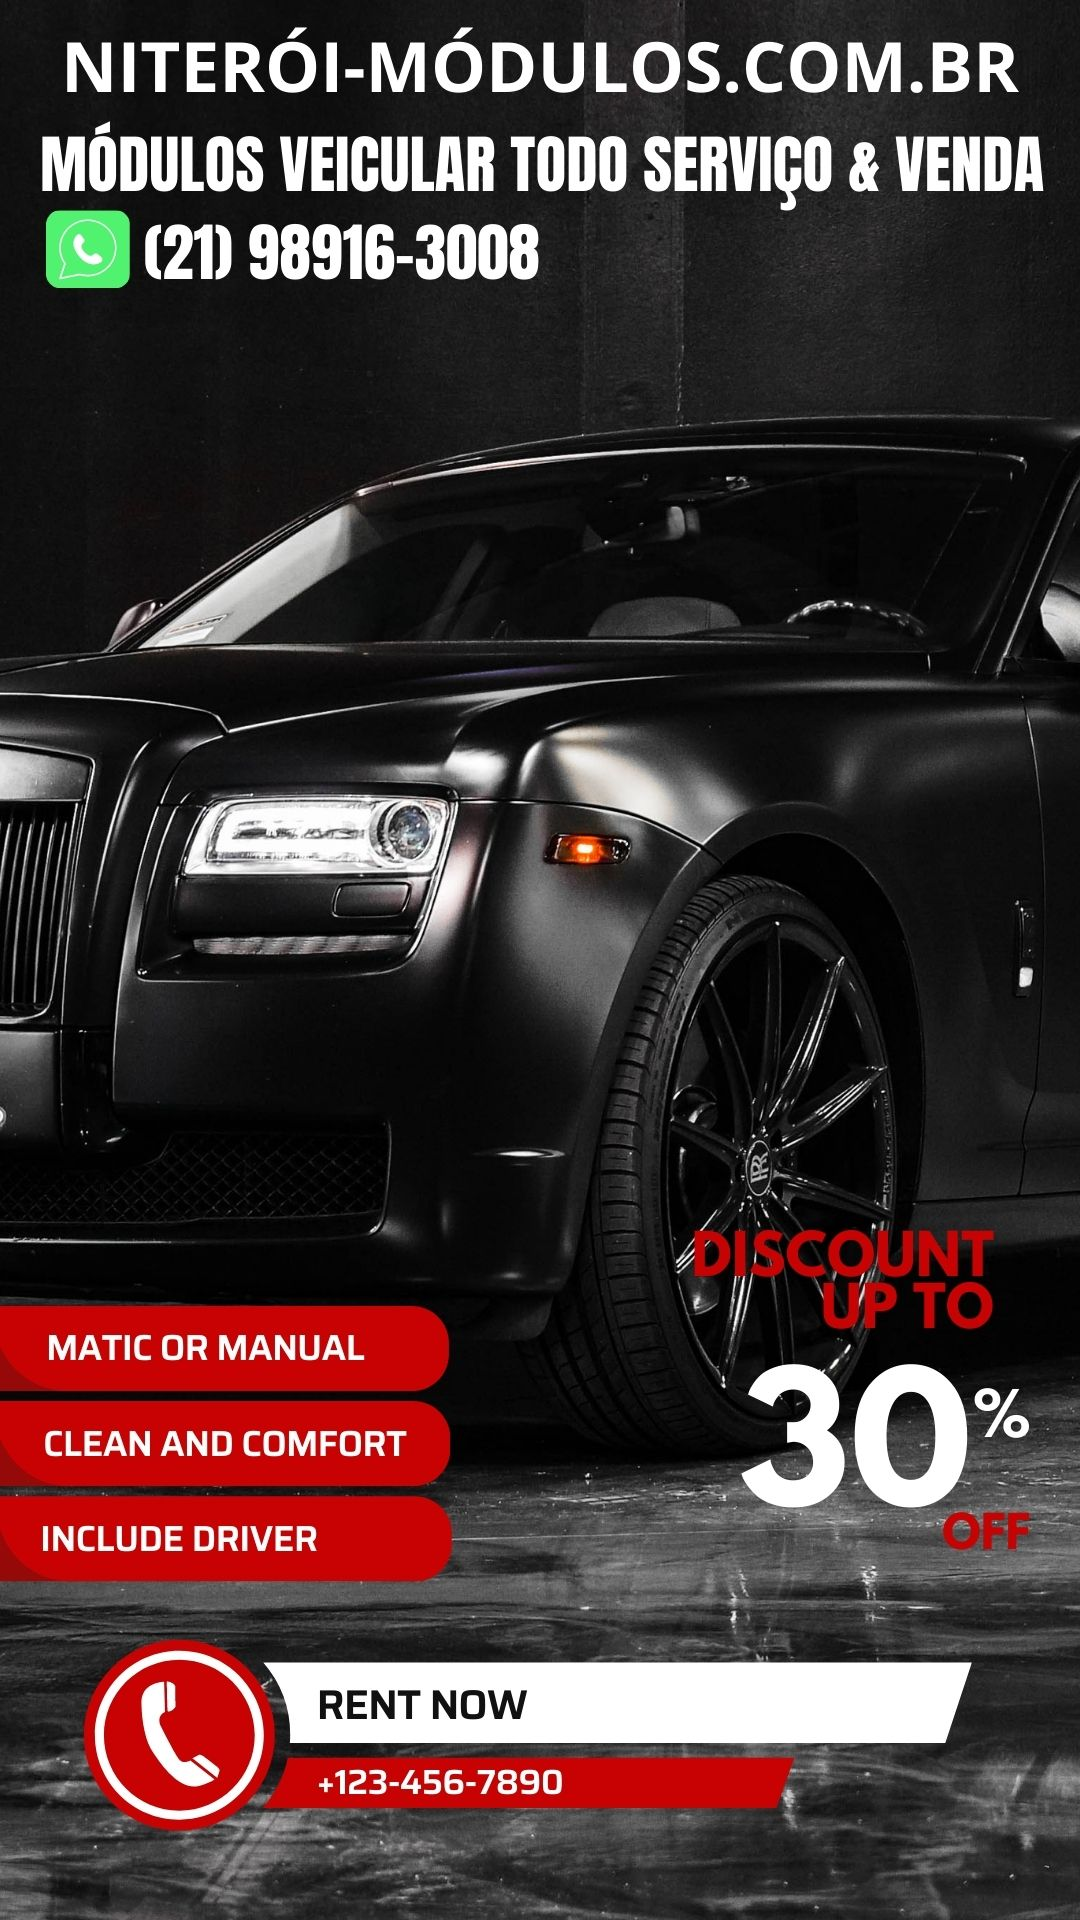 NITERÓI-MÓDULOS.COM.BR
MÓDULOS VEICULAR TODO SERVIÇO & VENDA
(21) 98916-3008
RR
DISCOUNT
UP TO
30%
OFF
MATIC OR MANUAL
CLEAN AND COMFORT
INCLUDE DRIVER
RENT NOW
+123-456-7890